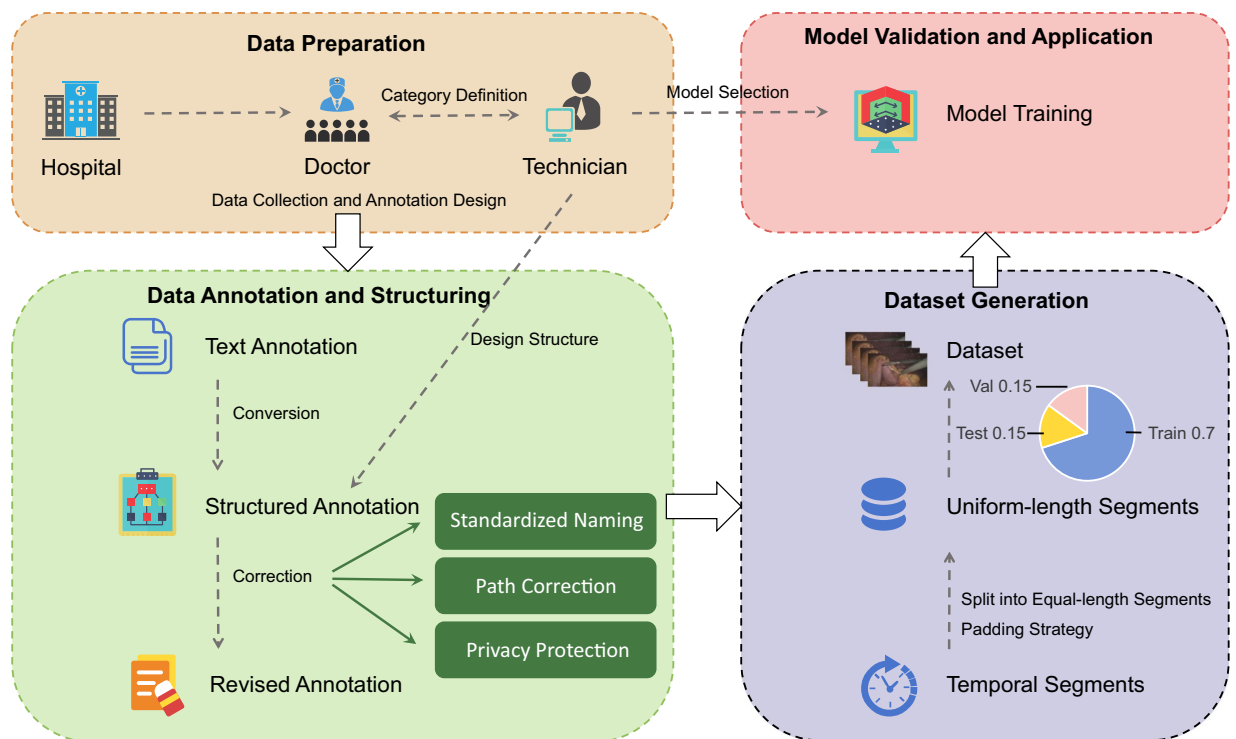 Data Preparation
Hospital
Doctor
Category Definition
Technician
Data Collection and Annotation Design
Model Selection
Model Validation and Application
Model Training
Data Annotation and Structuring
Text Annotation
Design Structure
Conversion
Structured Annotation
Correction
Standardized Naming
Path Correction
Privacy Protection
Revised Annotation
Dataset Generation
Dataset
Val 0.15
Test 0.15
Train 0.7
Uniform-length Segments
Split into Equal-length Segments
Padding Strategy
Temporal Segments